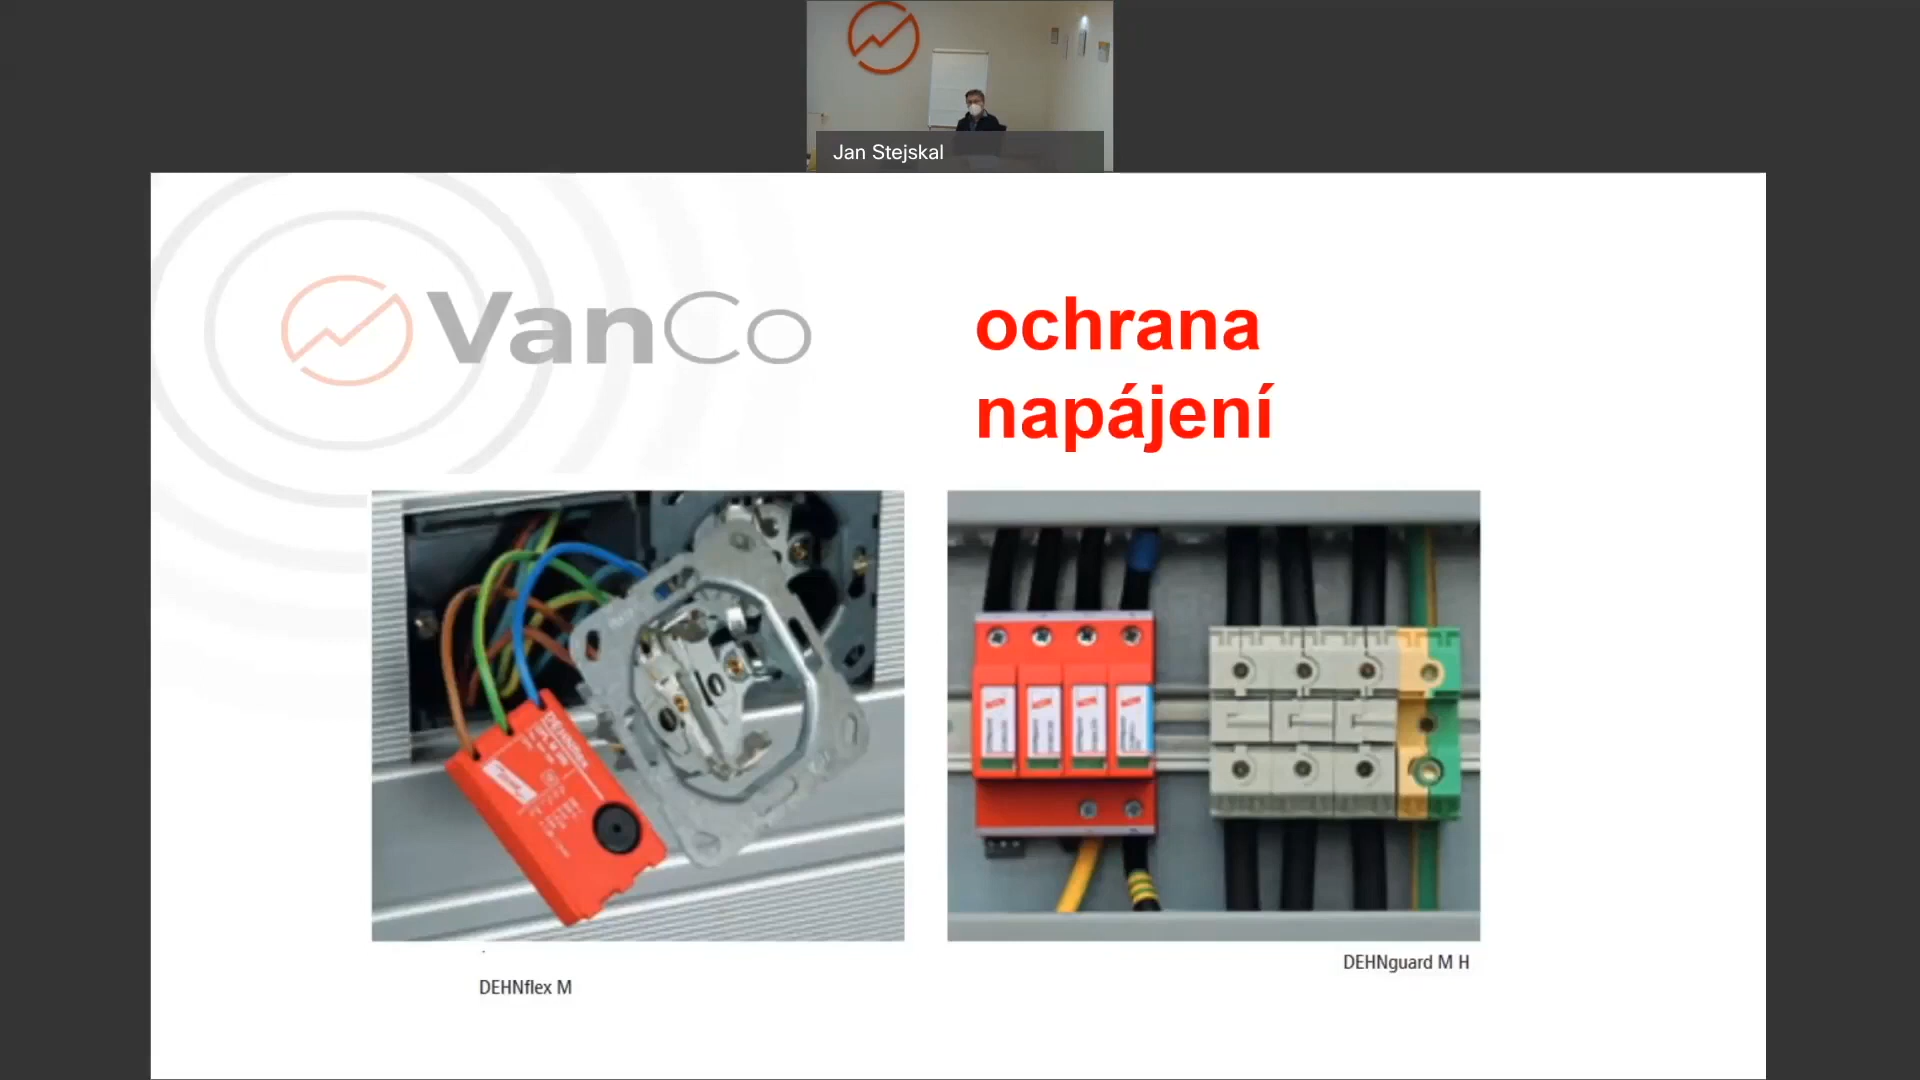 Jan Stejskal
VanCo
ochrana
napájení
DEHNflex M
DEHNguard M H